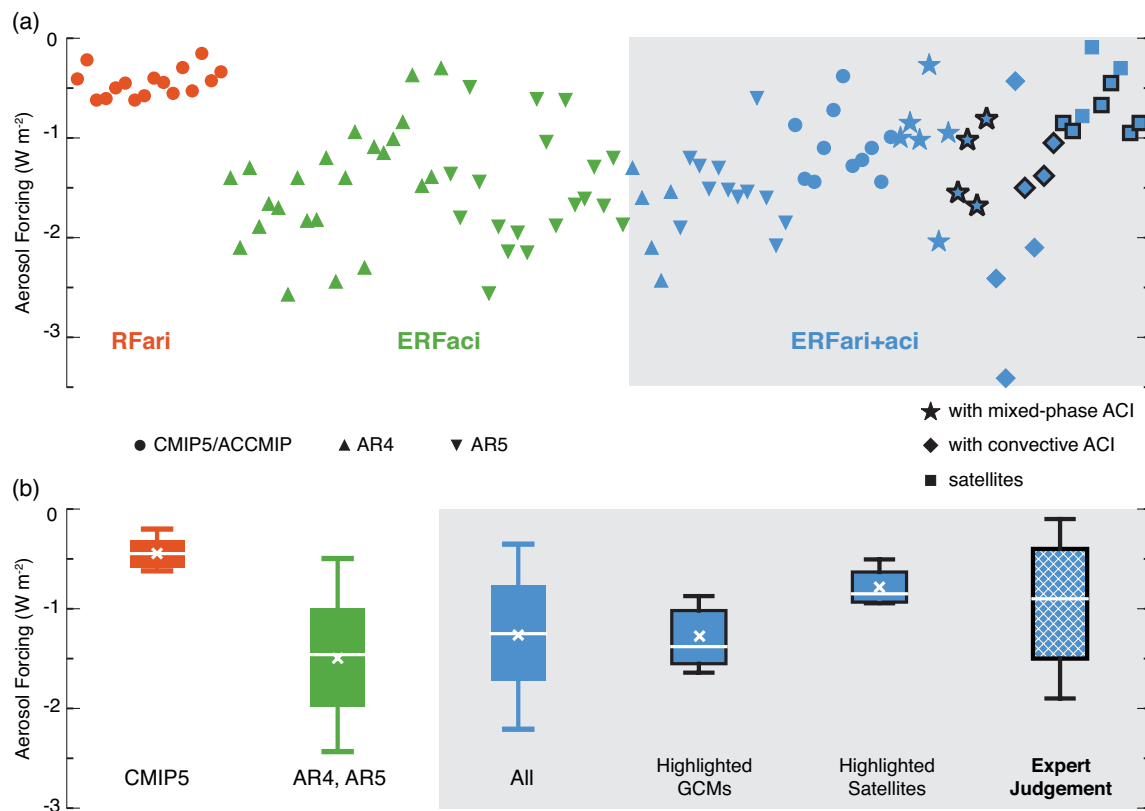 (a)
0
-1
-2
-3
Aerosol Forcing (W m⁻²)
RFari
ERFaci
ERFari+aci
CMIP5/ACCMIP
AR4
AR5
with mixed-phase ACI
with convective ACI
satellites
(b)
0
-1
-2
-3
Aerosol Forcing (W m⁻²)
CMIP5
AR4, AR5
All
Highlighted
GCMs
Highlighted
Satellites
Expert
Judgement